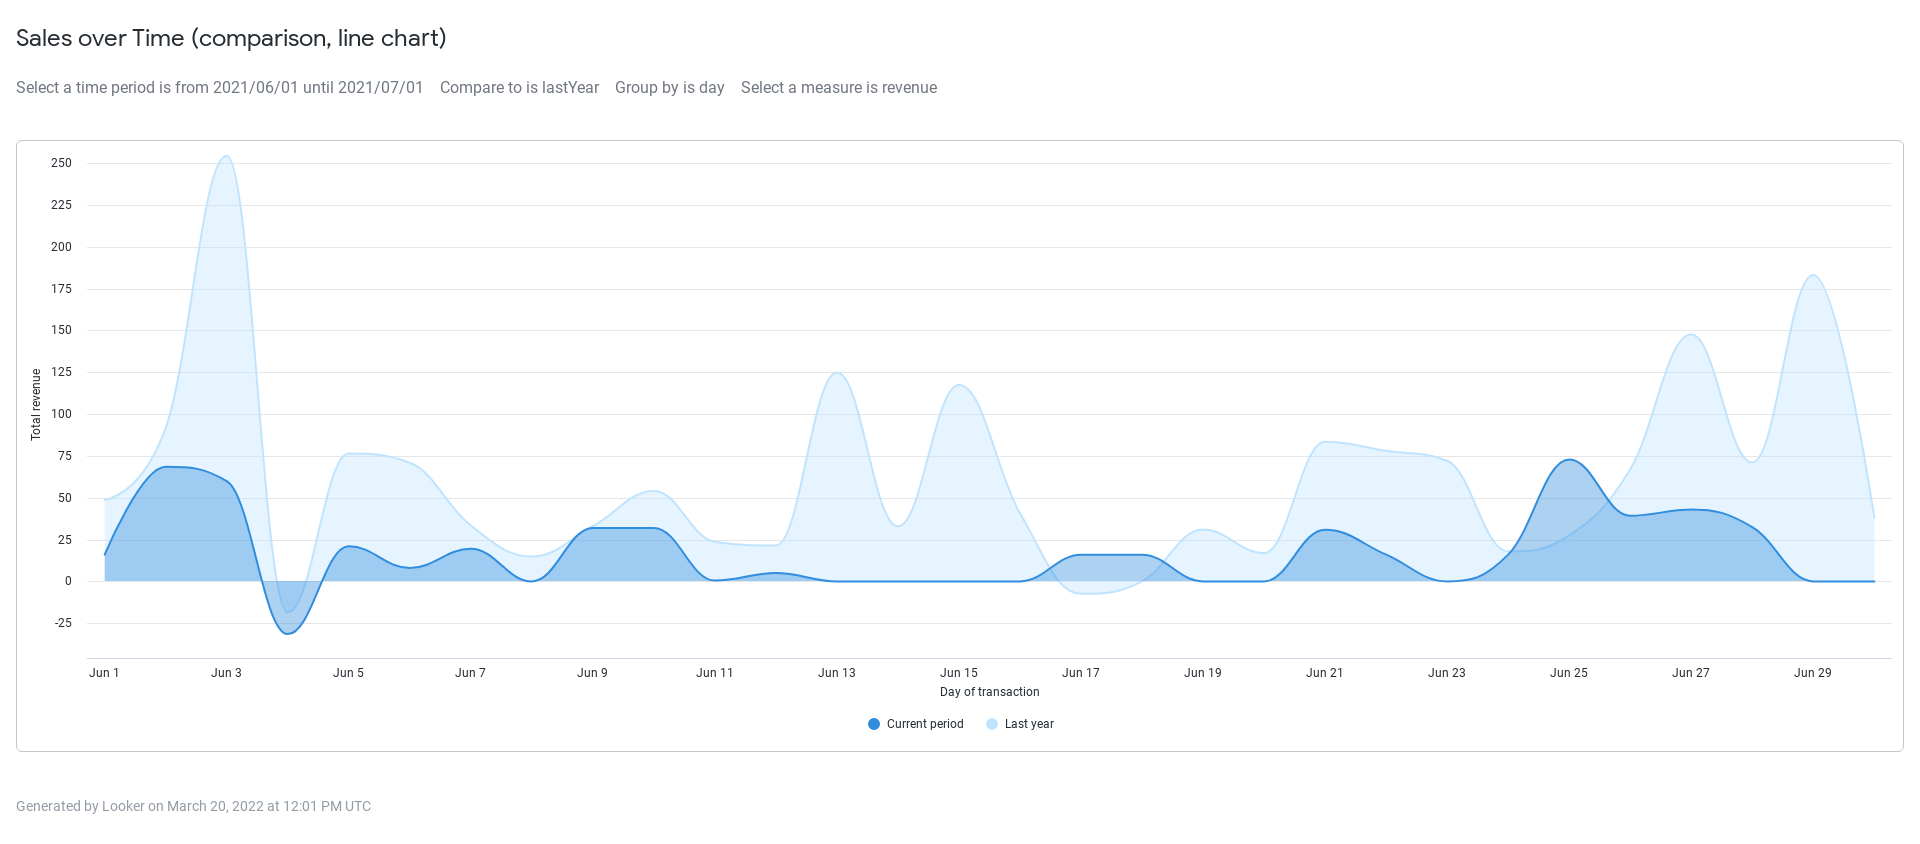 Sales over Time (comparison, line chart)
Select a time period is from 2021/06/01 until 2021/07/01 Compare to is lastYear Group by is day Select a measure is revenue
250
225
200
175
150
125
100
75
50
25
0
-25
Total revenue
Jun 1 Jun 3 Jun 5 Jun 7 Jun 9 Jun 11 Jun 13 Jun 15 Jun 17 Jun 19 Jun 21 Jun 23 Jun 25 Jun 27 Jun 29
Day of transaction
Current period Last year
Generated by Looker on March 20, 2022 at 12:01 PM UTC